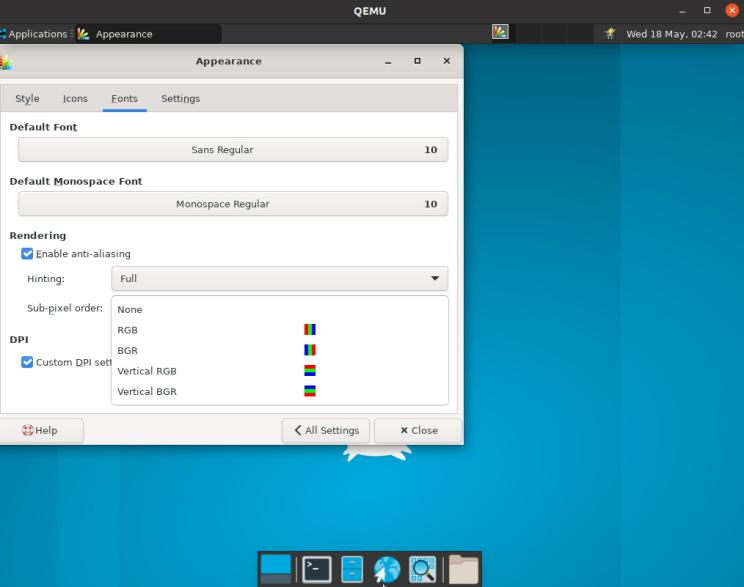 QEMU
Applications
Appearance
Wed 18 May, 02:42 root
Appearance
Style Icons Fonts Settings
Default Font
Sans Regular 10
Default Monospace Font
Monospace Regular 10
Rendering
Enable anti-aliasing
Hinting: Full
Sub-pixel order:
None
RGB
BGR
Vertical RGB
Vertical BGR
DPI
Custom DPI sett
Help
All Settings
Close